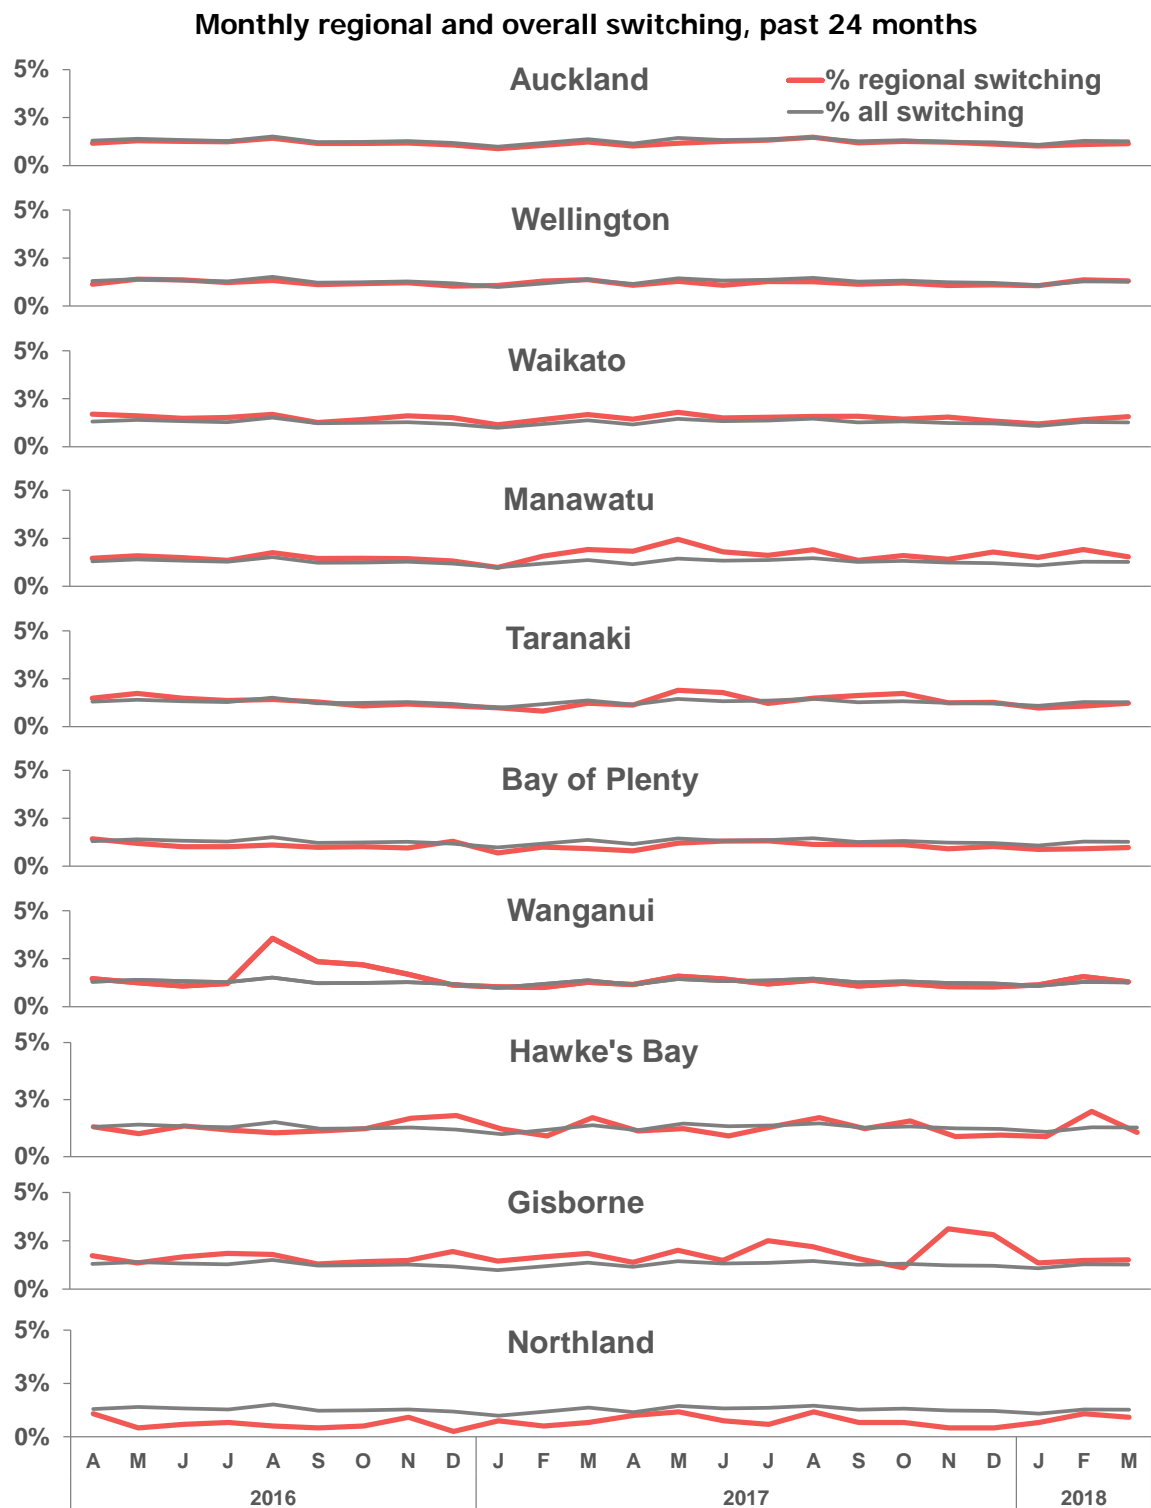 Monthly regional and overall switching, past 24 months
5%
Auckland
% regional switching
3%
% all switching
0%
5%
Wellington
3%
0%
5%
Waikato
3%
0%
5%
Manawatu
3%
0%
5%
Taranaki
3%
0%
5%
Bay of Plenty
3%
0%
5%
Wanganui
3%
0%
5%
Hawke's Bay
3%
0%
5%
Gisborne
3%
0%
5%
Northland
3%
0%
A M J J A S O N D J F M A M J J A S O N D J F M
2016 2017 2018